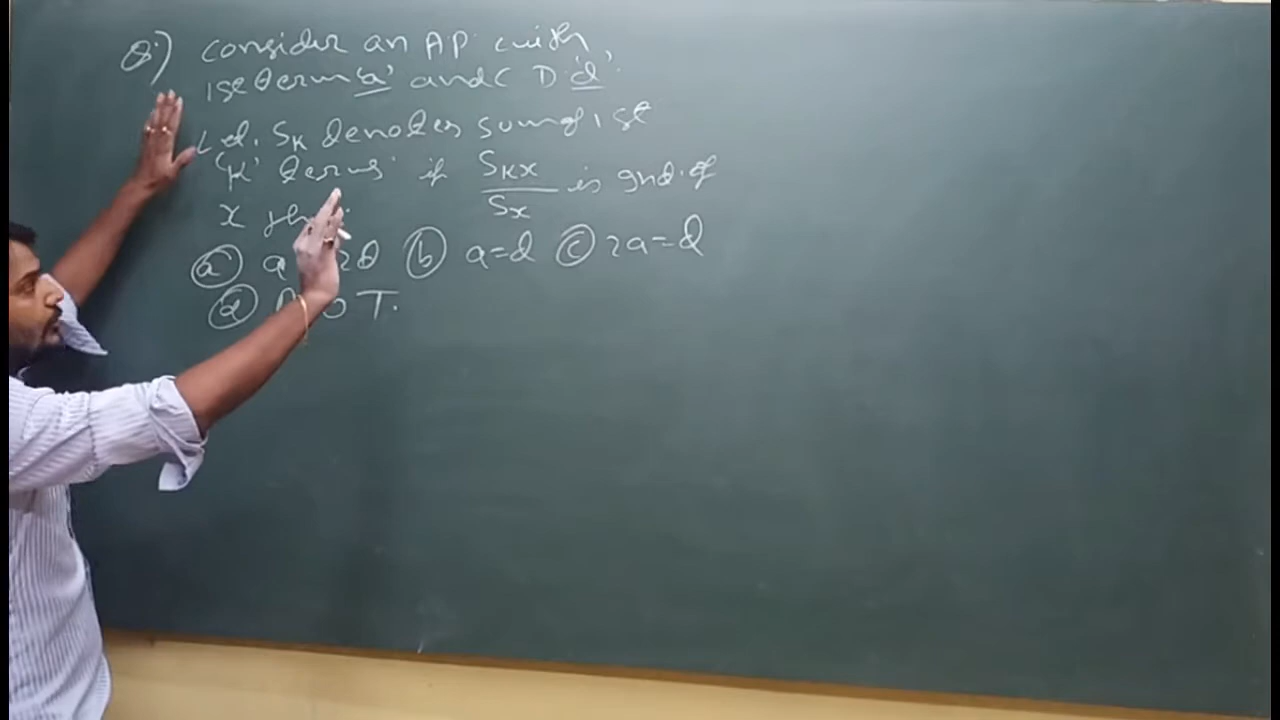 Q.) Consider an AP with
1st term 'a' and C D 'd'.
Let. SK denotes sum of 1st
'K' terms if SKx / Sx is ind. of
x then
(a) a 2d (b) a=d (c) 2a=d
(d) N O T.